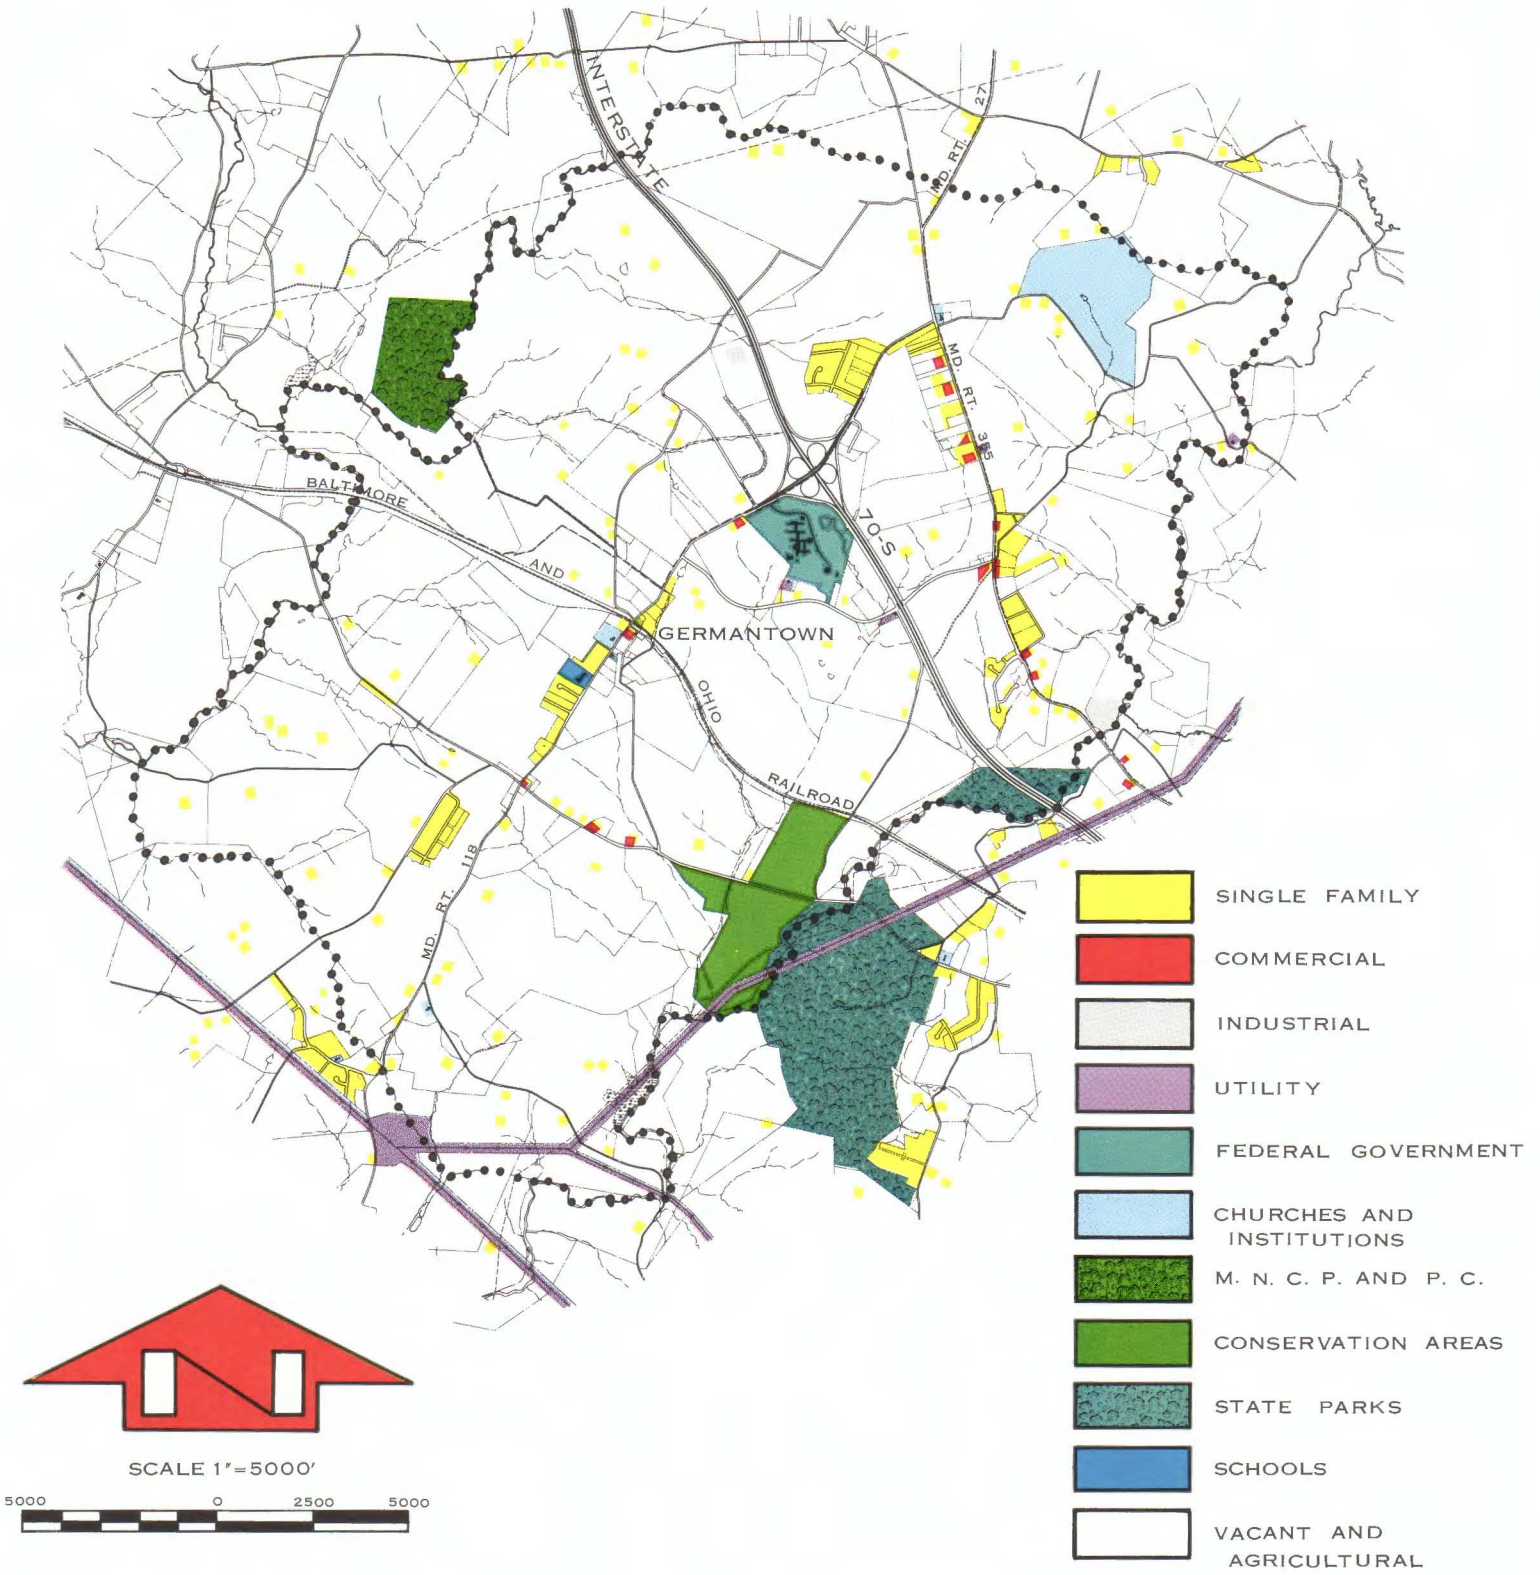 INTERSTATE
MD. RT. 27
MD. RT. 355
BALTIMORE
AND
70-S
GERMANTOWN
OHIO
RAILROAD
MD. RT. 118
SINGLE FAMILY
COMMERCIAL
INDUSTRIAL
UTILITY
FEDERAL GOVERNMENT
CHURCHES AND
INSTITUTIONS
M. N. C. P. AND P. C.
CONSERVATION AREAS
STATE PARKS
SCHOOLS
VACANT AND
AGRICULTURAL
N
SCALE 1"=5000'
5000 0 2500 5000